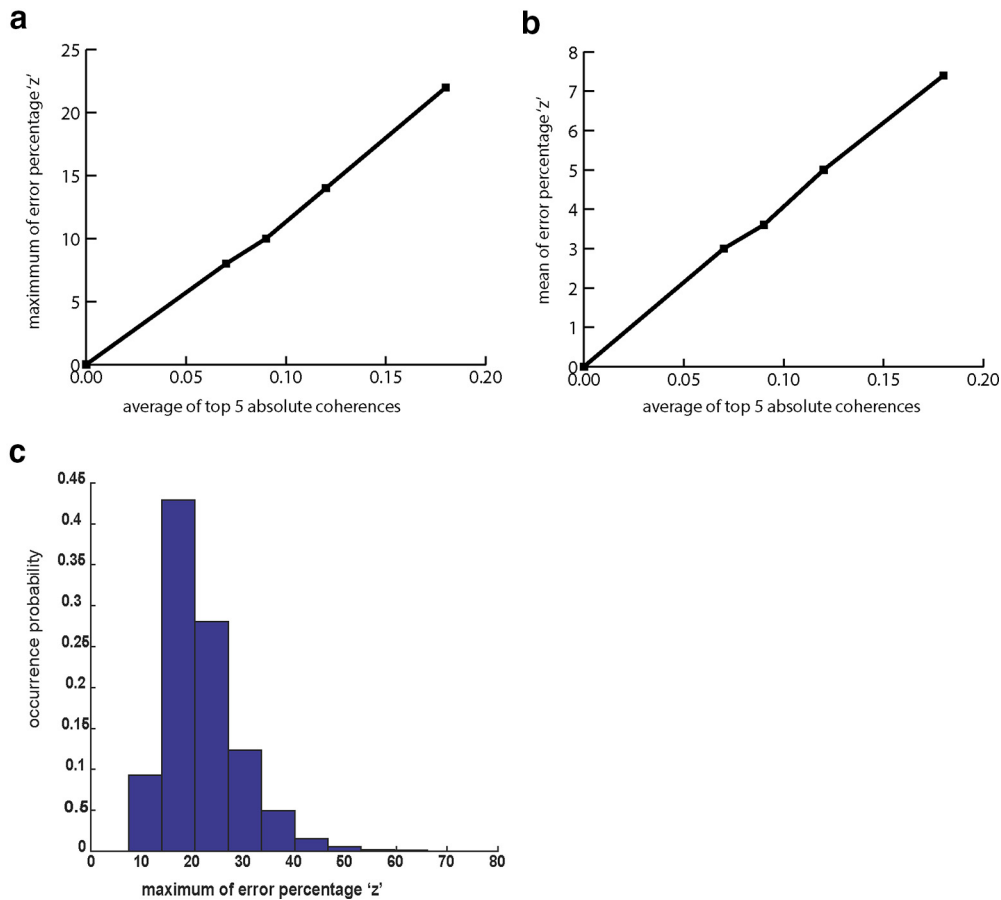 a
25
20
15
10
5
0
0.00 0.05 0.10 0.15 0.20
maximmum of error percentage 'z'
average of top 5 absolute coherences
b
8
7
6
5
4
3
2
1
0
0.00 0.05 0.10 0.15 0.20
mean of error percentage 'z'
average of top 5 absolute coherences
c
0.45
0.4
0.35
0.3
0.25
0.2
0.15
0.1
0.5
0
0 10 20 30 40 50 60 70 80
occurrence probability
maximum of error percentage ‘z’